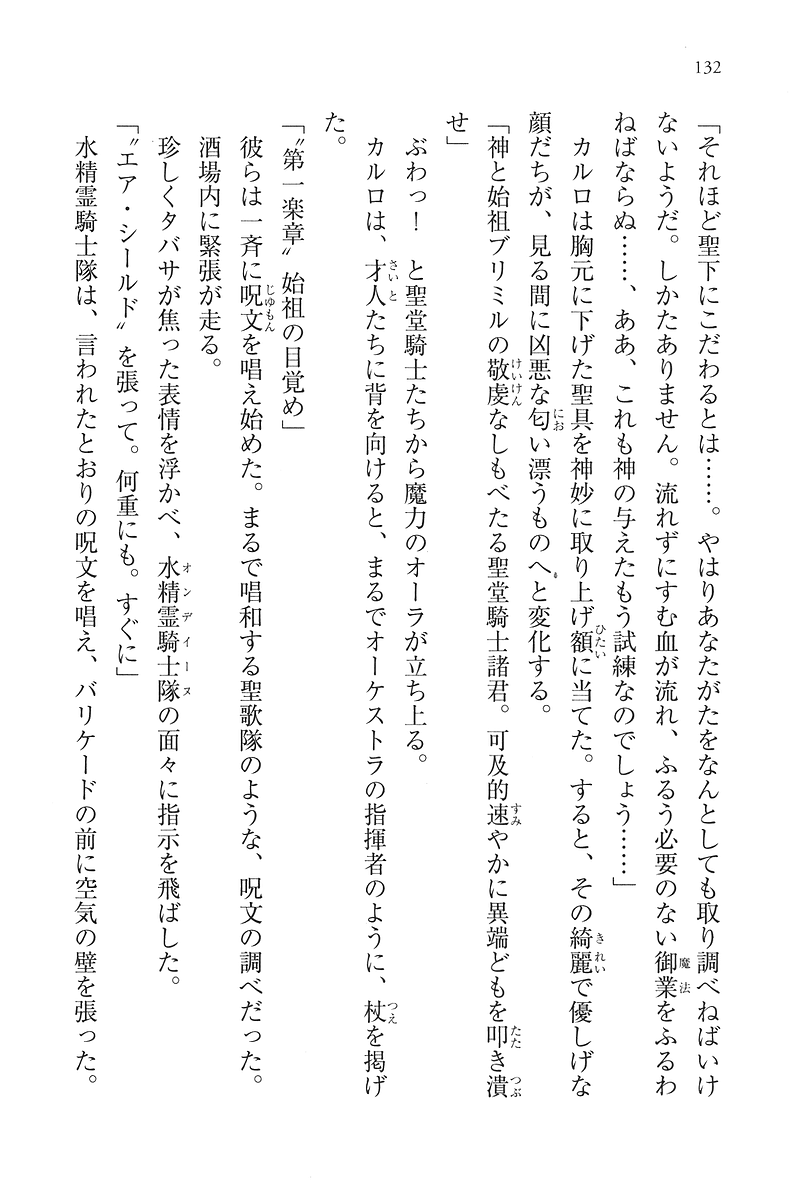 132
「それほど聖下にこだわるとは……。やはりあなたがたをなんとしても取り調べねばいけ
ないようだ。しかたありません。流れずにすむ血が流れ、ふるう必要のない御業をふるわ
ねばならぬ……、ああ、これも神の与えたもう試練なのでしょう……」
　カルロは胸元に下げた聖具を神妙に取り上げ額に当てた。すると、その綺麗で優しげな
顔だちが、見る間に凶悪な匂い漂うものへと変化する。
「神と始祖ブリミルの敬虔なしもべたる聖堂騎士諸君。可及的速やかに異端どもを叩き潰
せ」
　ぶわっ！　と聖堂騎士たちから魔力のオーラが立ち上る。
　カルロは、才人たちに背を向けると、まるでオーケストラの指揮者のように、杖を掲げ
た。
「〝第一楽章〟始祖の目覚め」
　彼らは一斉に呪文を唱え始めた。まるで唱和する聖歌隊のような、呪文の調べだった。
　酒場内に緊張が走る。
　珍しくタバサが焦った表情を浮かべ、水精霊騎士隊の面々に指示を飛ばした。
「〝エア・シールド〟を張って。何重にも。すぐに」
　水精霊騎士隊は、言われたとおりの呪文を唱え、バリケードの前に空気の壁を張った。